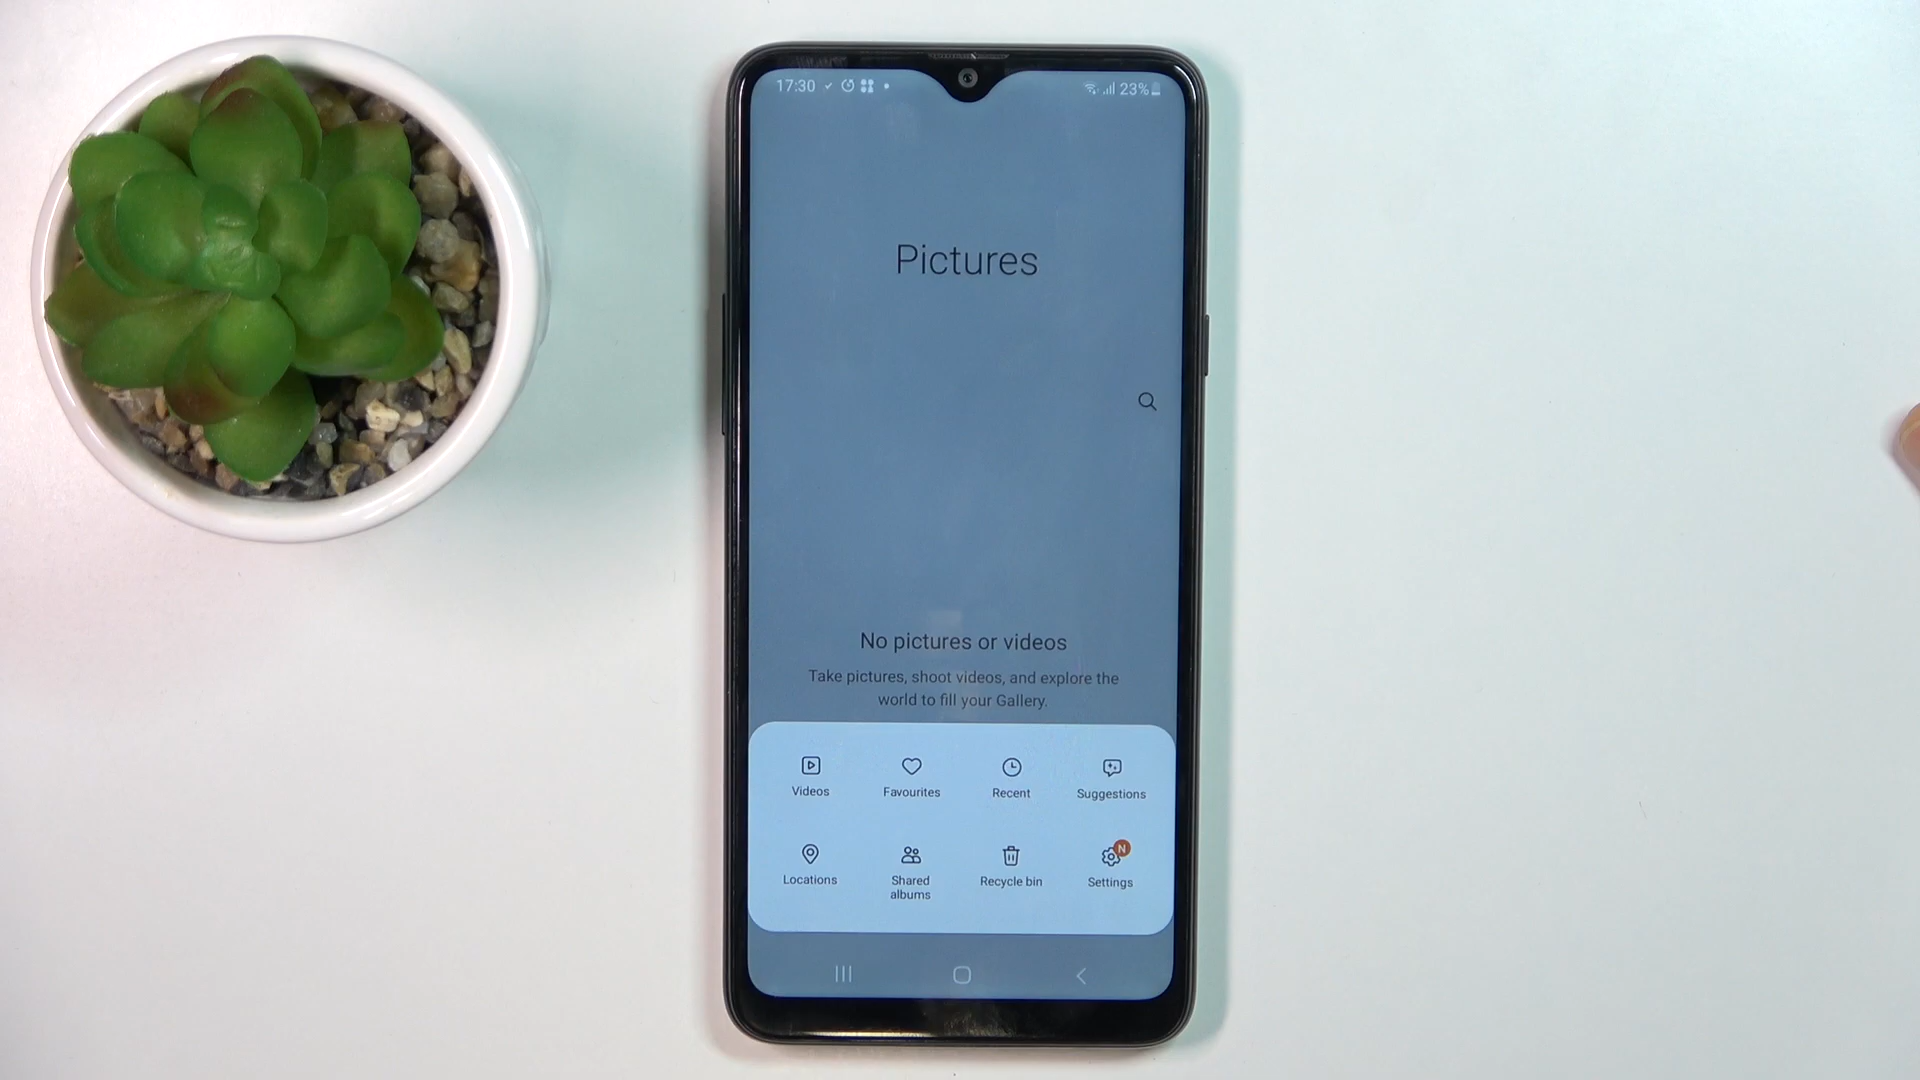 17:30
23%
Pictures
No pictures or videos
Take pictures, shoot videos, and explore the
world to fill your Gallery.
Videos
Favourites
Recent
Suggestions
N
Locations
Shared
albums
Recycle bin
Settings